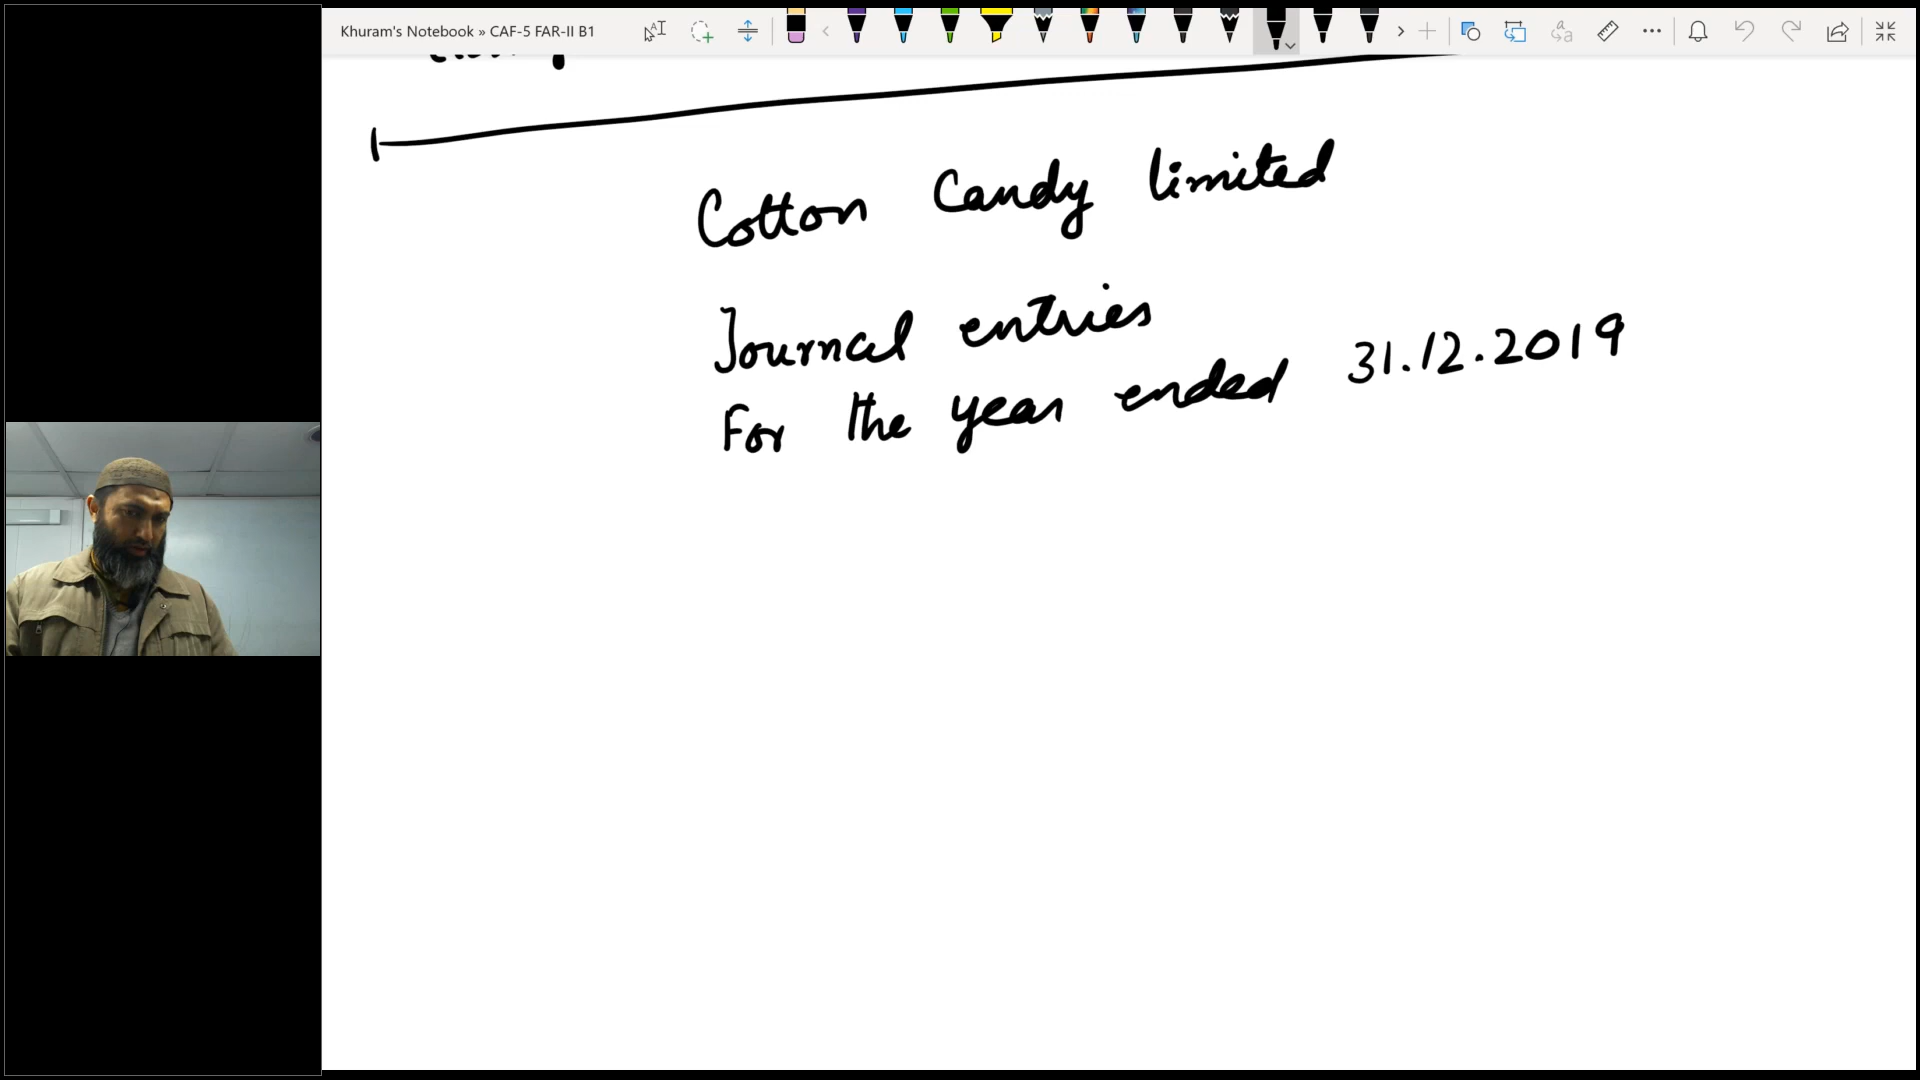 Khuram's Notebook » CAF-5 FAR-II B1
Cotton Candy limited
Journal entries
For the year ended 31.12.2019